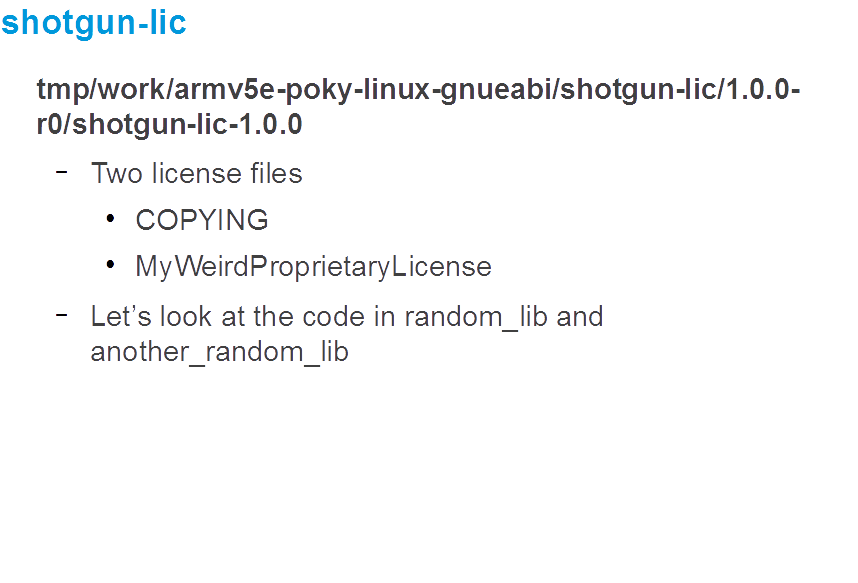 shotgun-lic
tmp/work/armv5e-poky-linux-gnueabi/shotgun-lic/1.0.0-
r0/shotgun-lic-1.0.0
– Two license files
• COPYING
• MyWeirdProprietaryLicense
– Let’s look at the code in random_lib and
another_random_lib